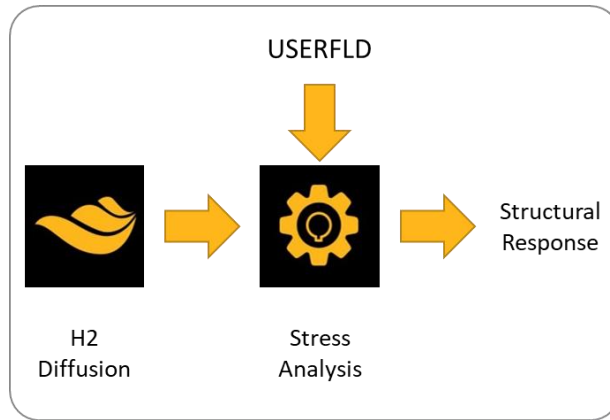 USERFLD
Structural
Response
H2
Diffusion
Stress
Analysis